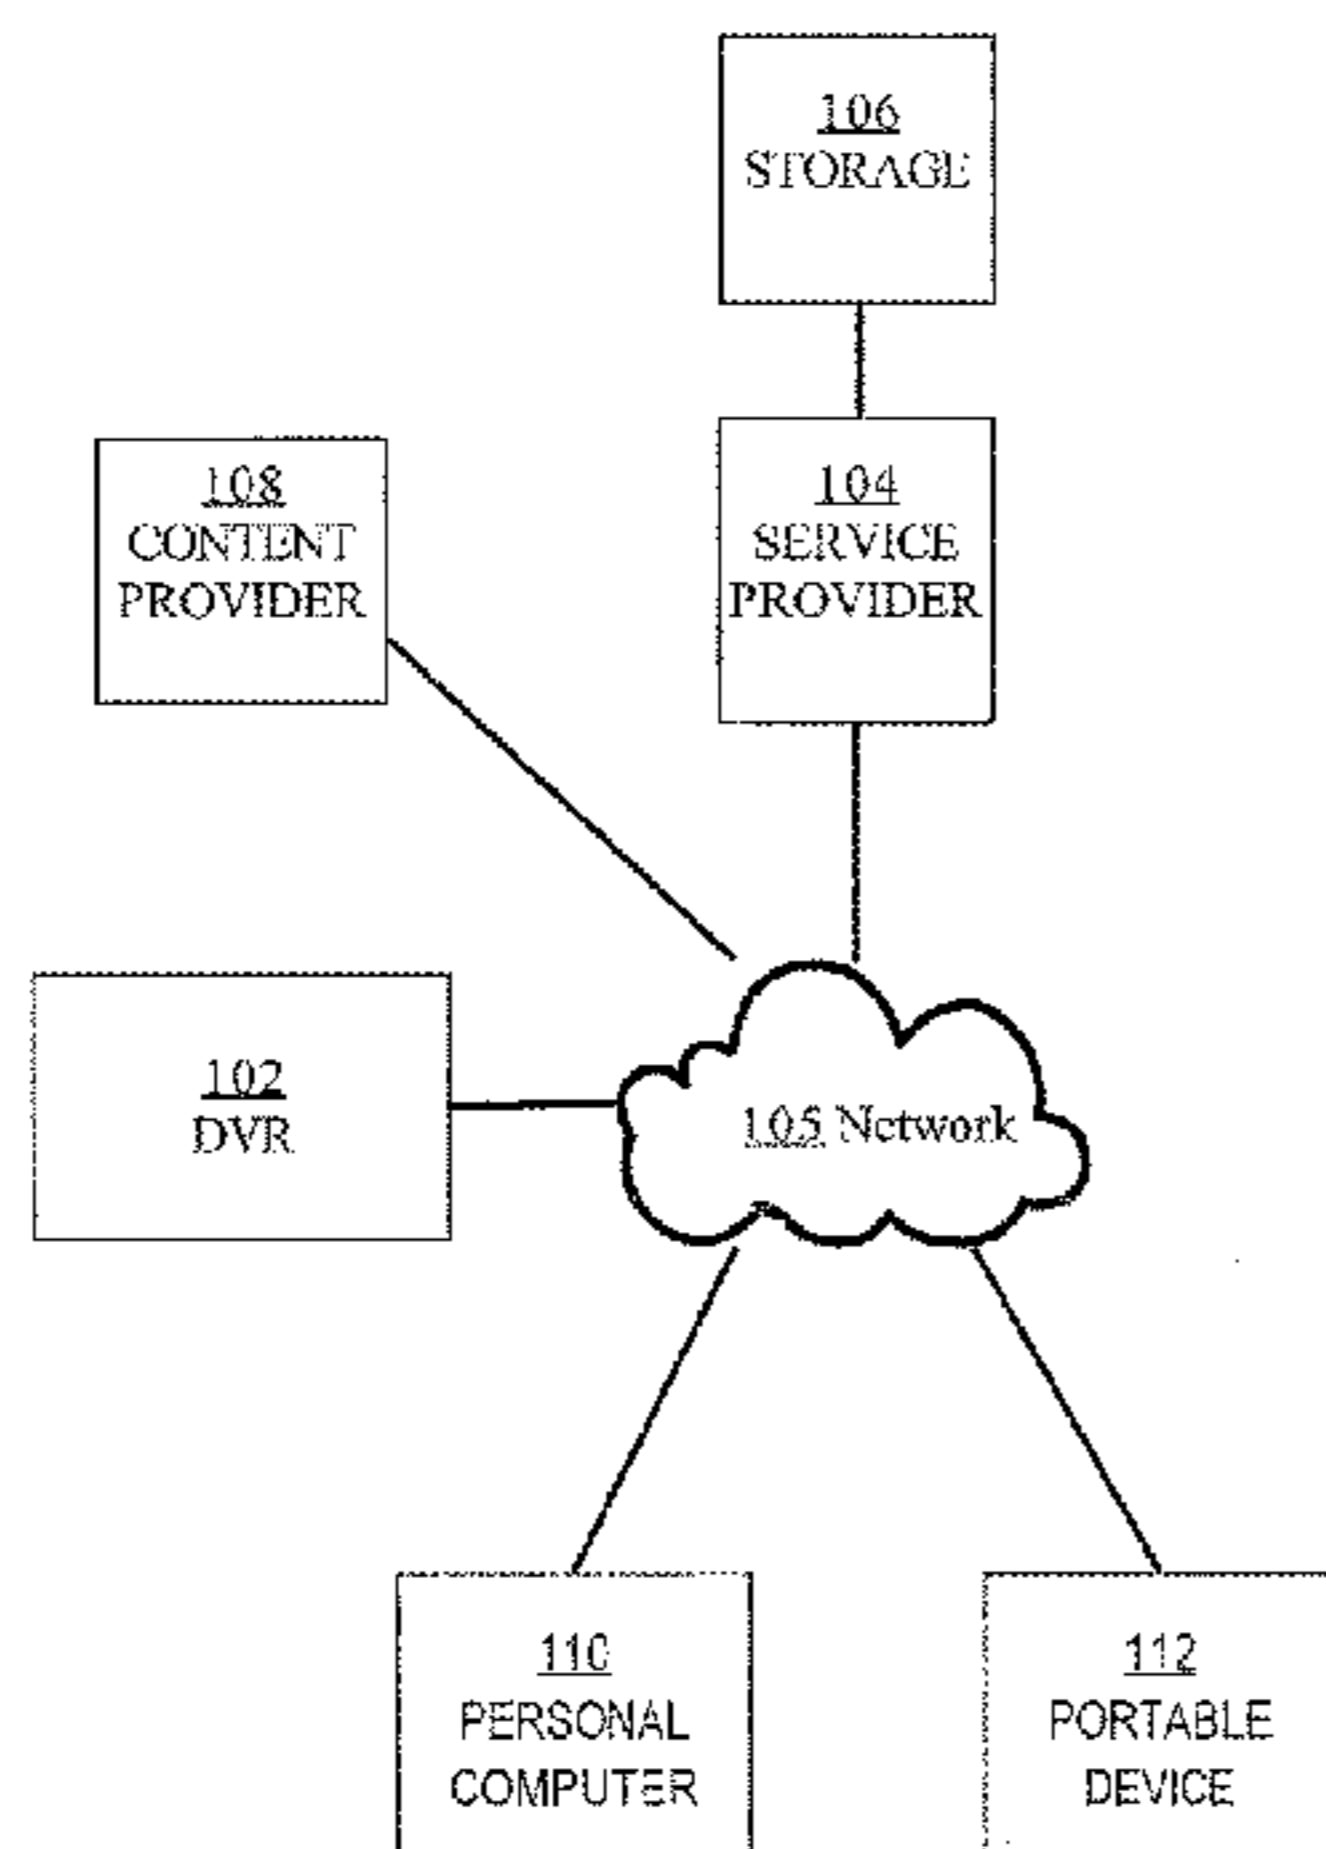 106
STORAGE
108
CONTENT
PROVIDER
104
SERVICE
PROVIDER
102
DVR
105 Network
110
PERSONAL
COMPUTER
112
PORTABLE
DEVICE